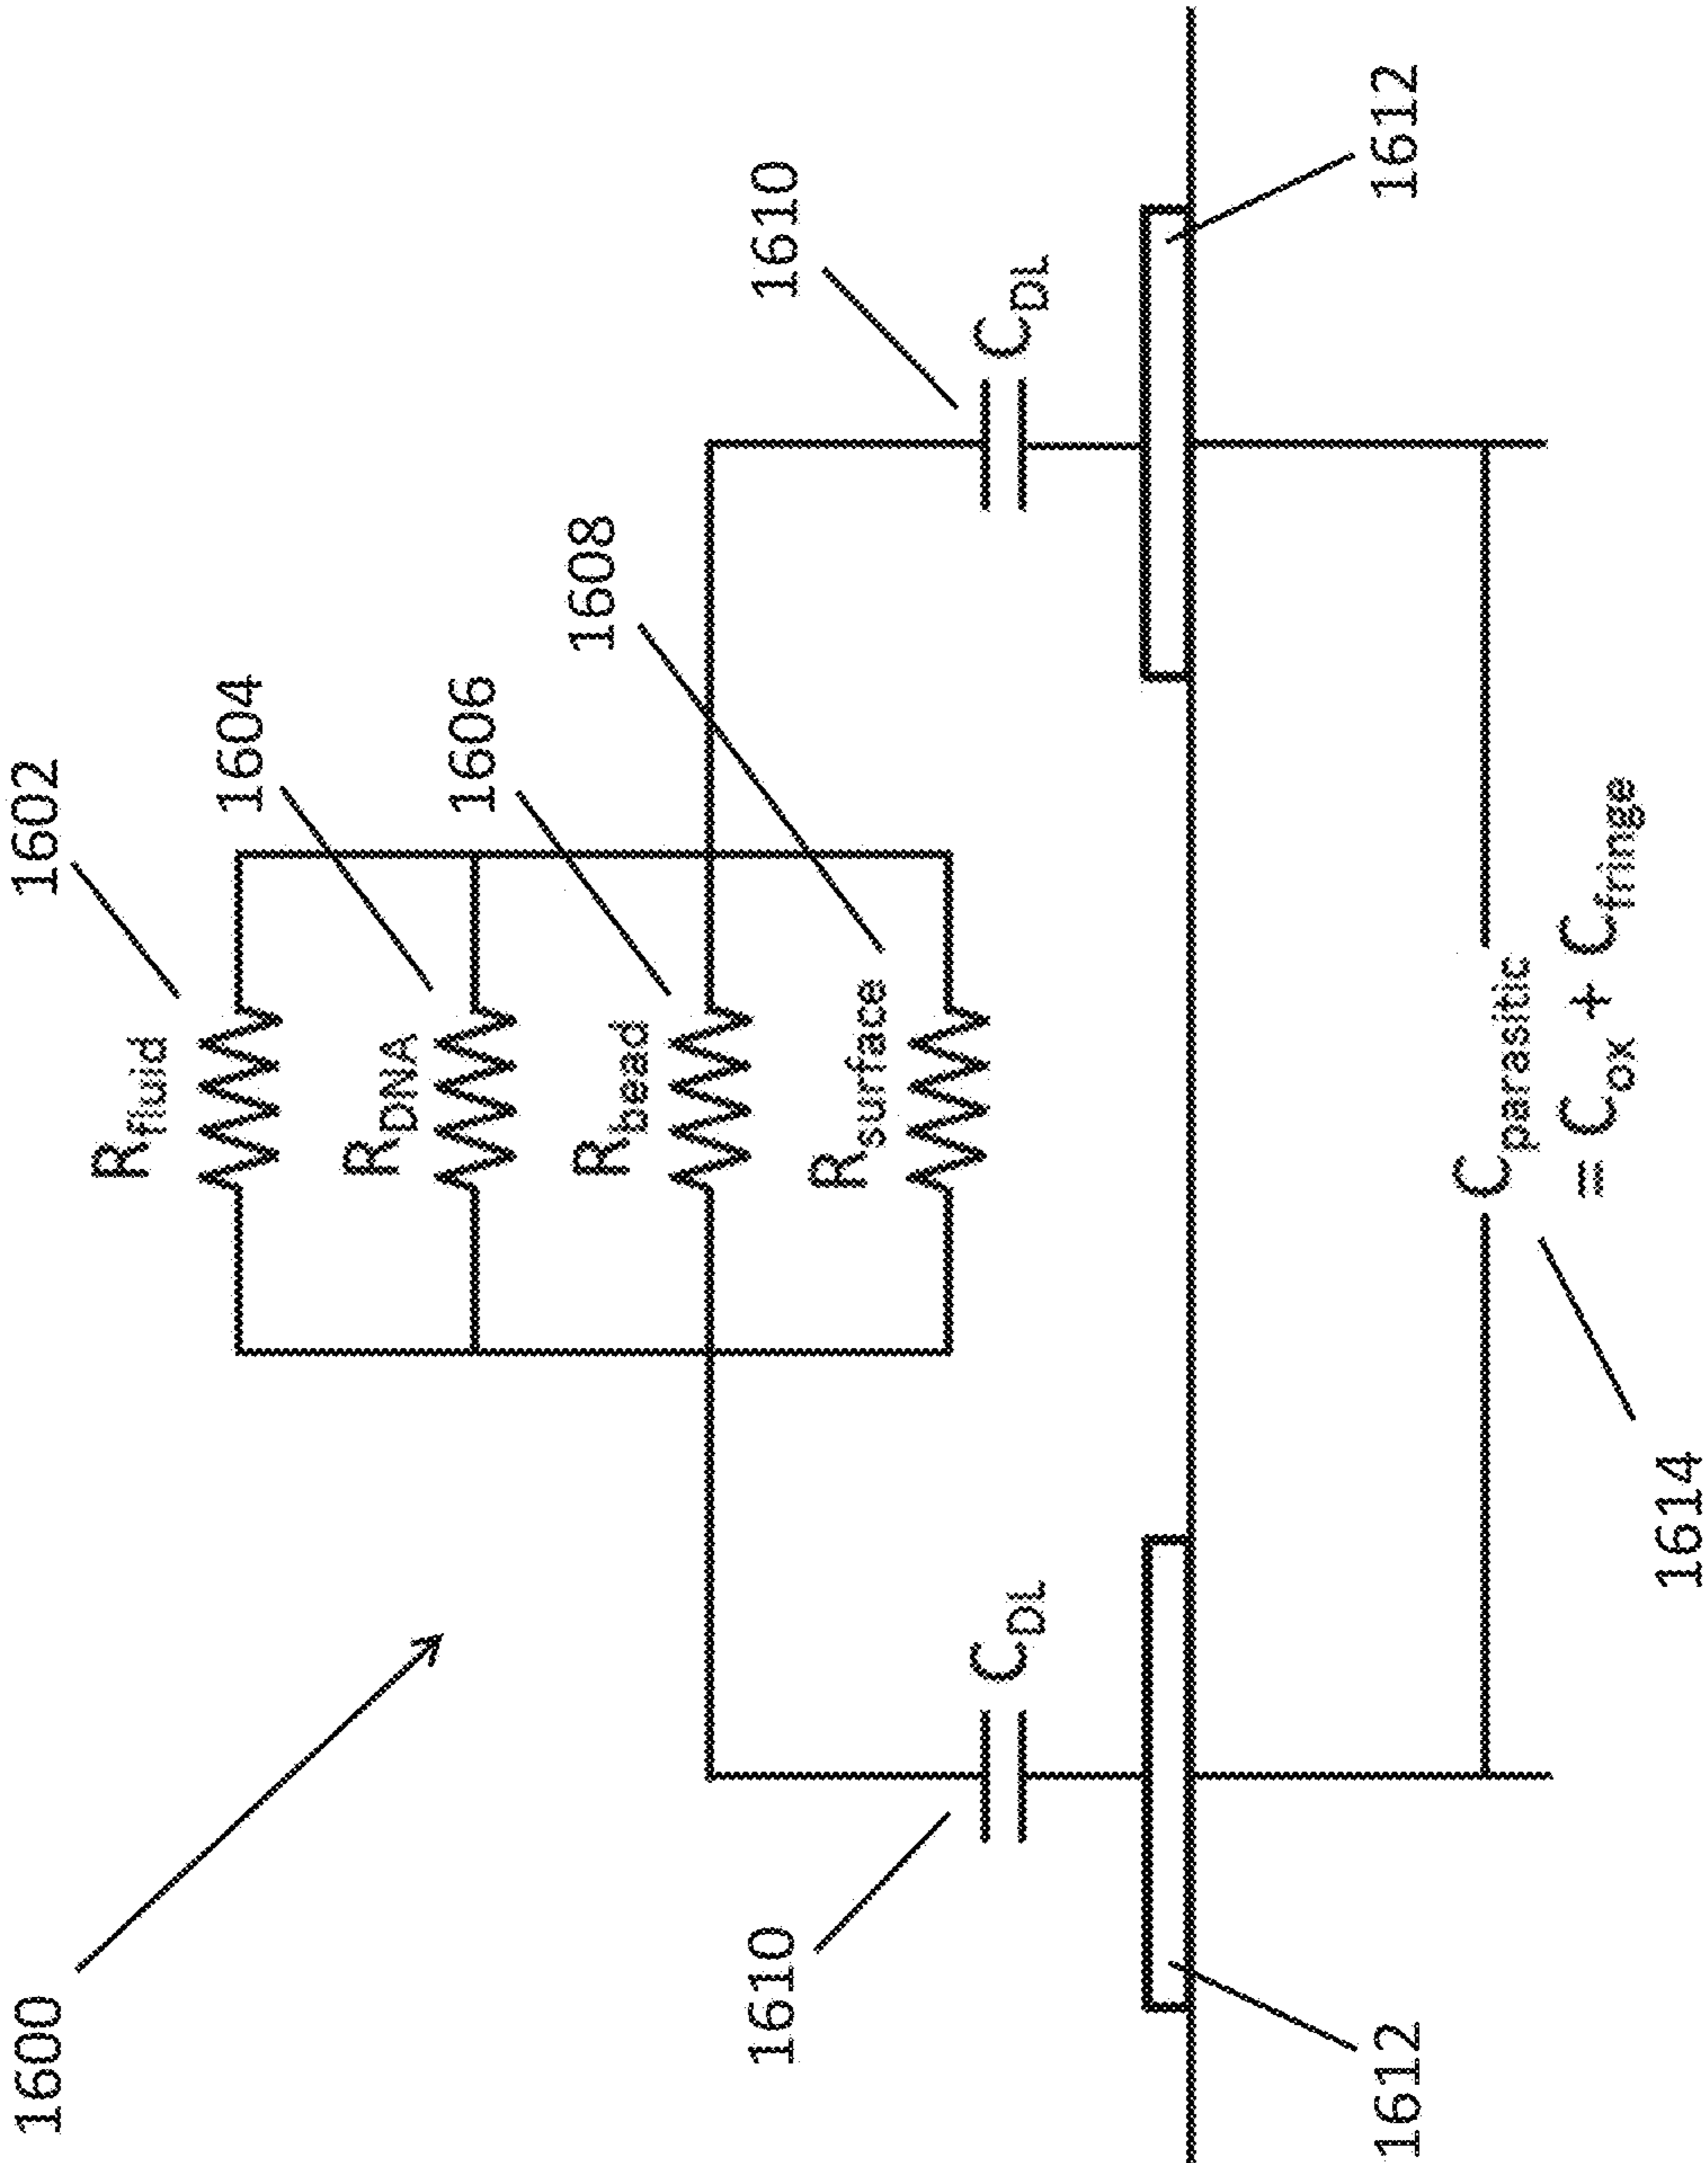 1600
1602
R_fluid
1604
R_DNA
1606
R_bead
1608
R_surface
1610
C_DL
1610
C_DL
1612
1612
C_parasitic
= C_ox + C_fringe
1614